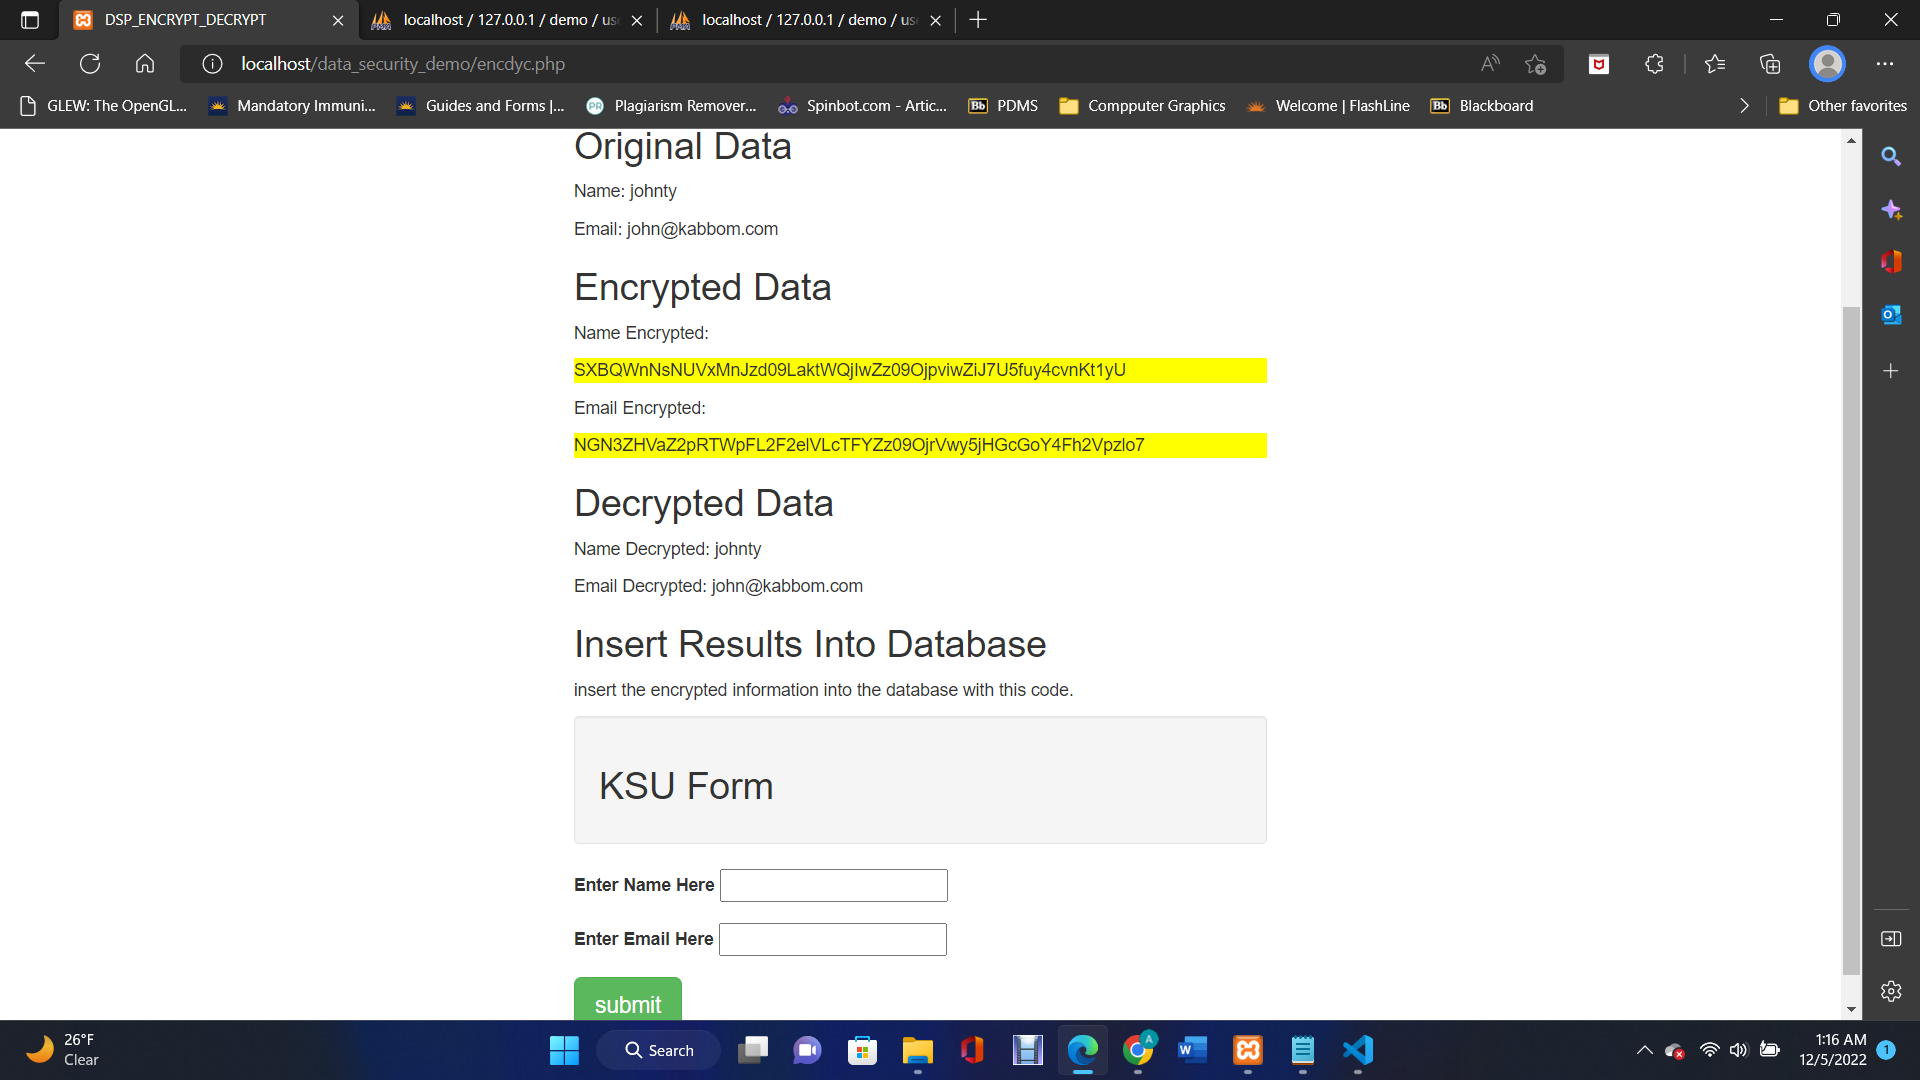 DSP_ENCRYPT_DECRYPT
localhost / 127.0.0.1 / demo / us
localhost / 127.0.0.1 / demo / us
localhost/data_security_demo/encdyc.php
GLEW: The OpenGL...
Mandatory Immuni...
Guides and Forms |...
Plagiarism Remover...
Spinbot.com - Artic...
PDMS
Compputer Graphics
Welcome | FlashLine
Blackboard
Other favorites
Original Data
Name: johnty
Email: john@kabbom.com
Encrypted Data
Name Encrypted:
SXBQWnNsNUVxMnJzd09LaktWQjIwZz09OjpviwZiJ7U5fuy4cvnKt1yU
Email Encrypted:
NGN3ZHVaZ2pRTWpFL2F2elVLcTFYZz09OjrVwy5jHGcGoY4Fh2Vpzlo7
Decrypted Data
Name Decrypted: johnty
Email Decrypted: john@kabbom.com
Insert Results Into Database
insert the encrypted information into the database with this code.
KSU Form
Enter Name Here
Enter Email Here
submit
26°F
Clear
Search
1:16 AM
12/5/2022
1